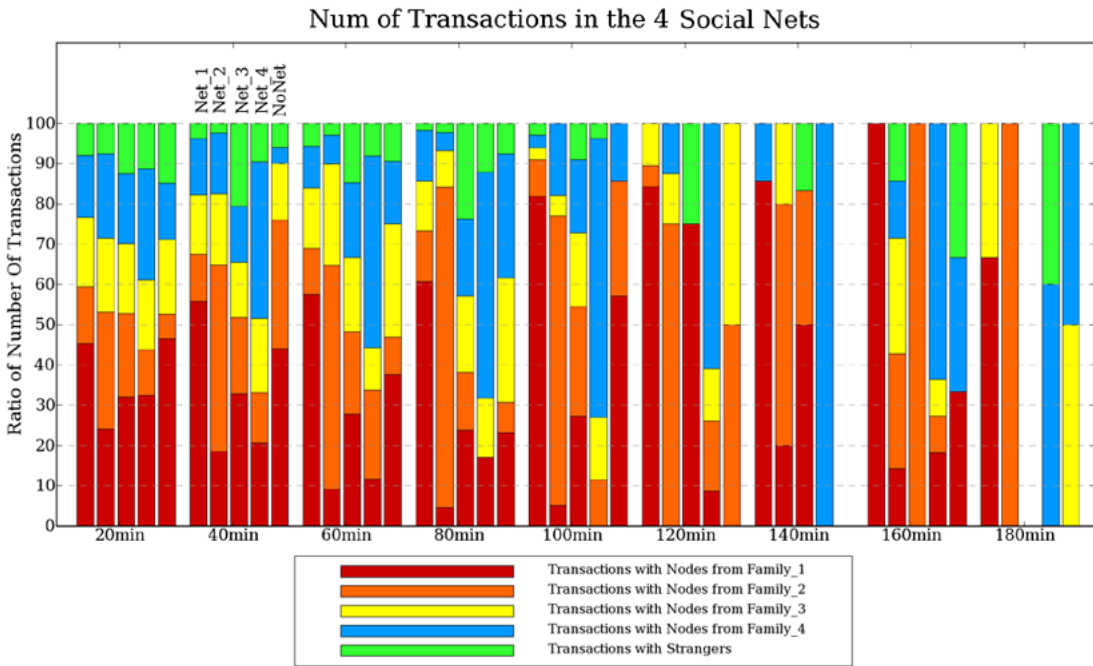 Num of Transactions in the 4 Social Nets
Net_1
Net_2
Net_3
Net_4
NoNet
Ratio of Number Of Transactions
100
90
80
70
60
50
40
30
20
10
0
20min 40min 60min 80min 100min 120min 140min 160min 180min
Transactions with Nodes from Family_1
Transactions with Nodes from Family_2
Transactions with Nodes from Family_3
Transactions with Nodes from Family_4
Transactions with Strangers